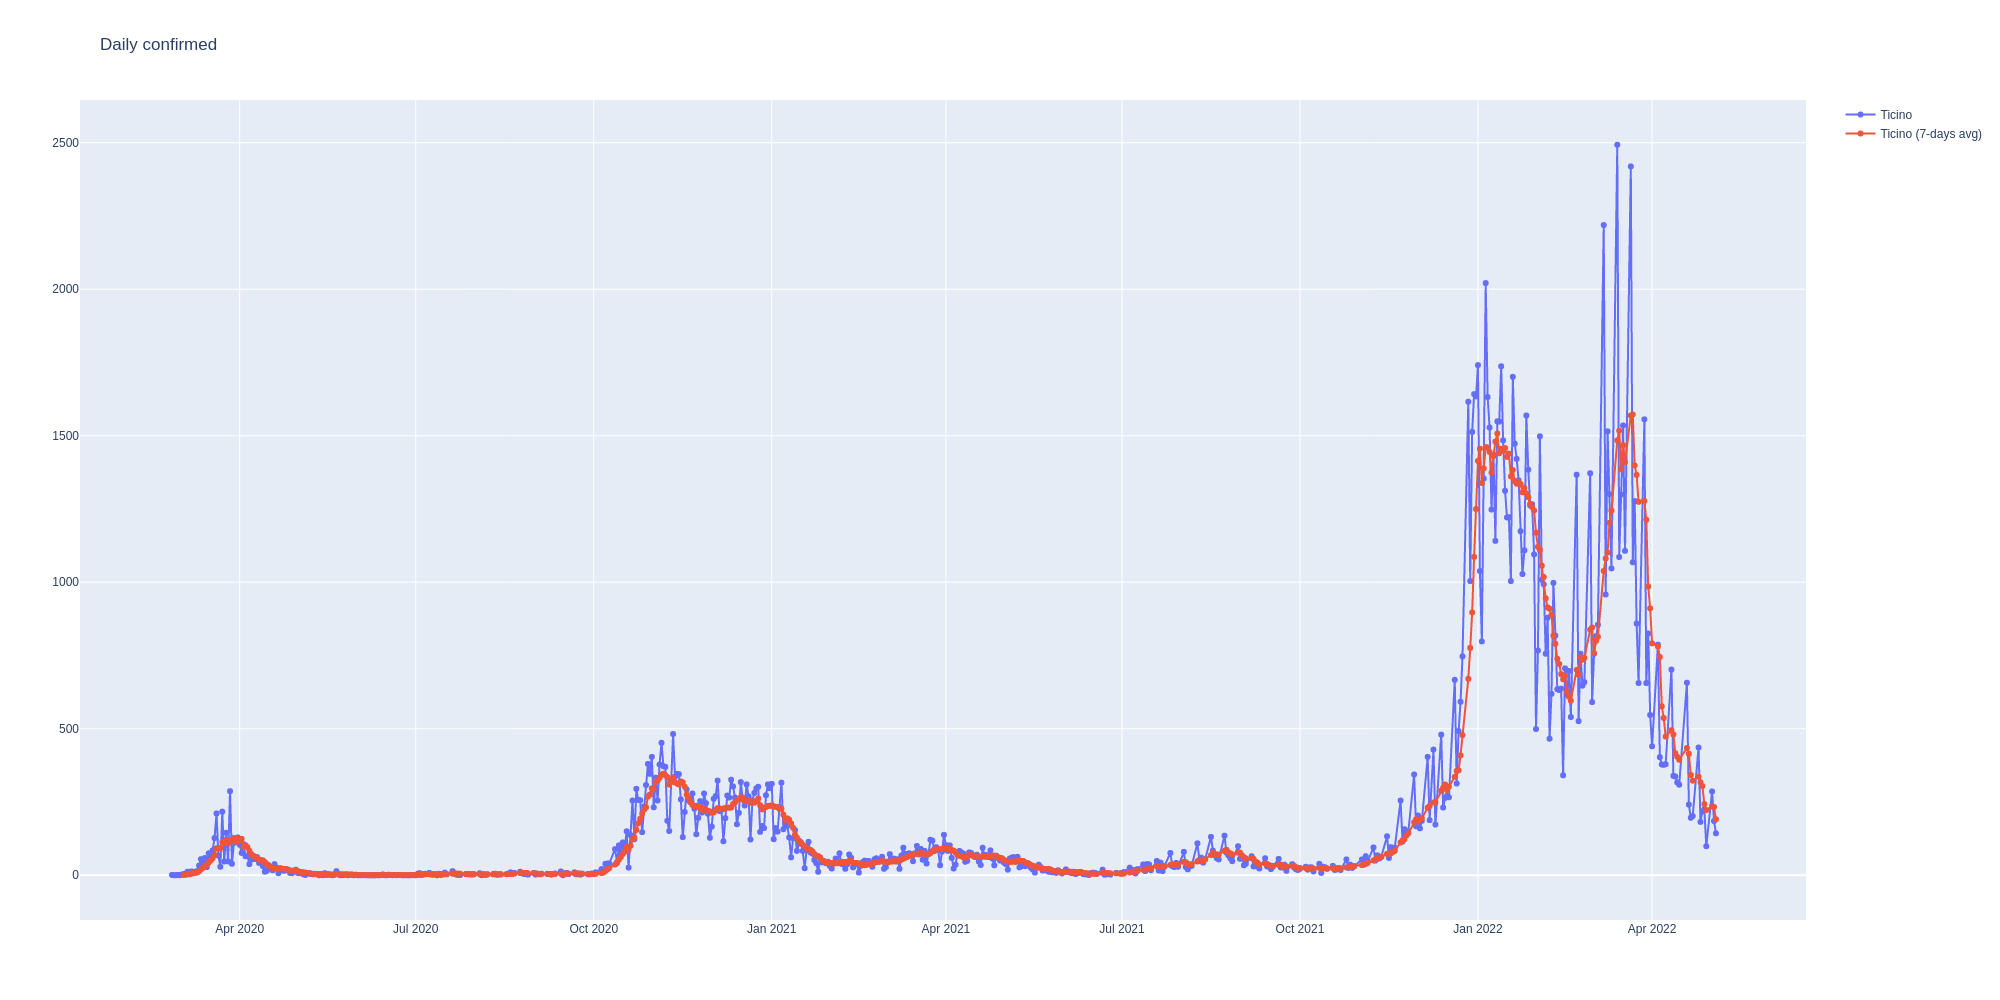 Daily confirmed
Ticino
Ticino (7-days avg)
2500
2000
1500
1000
500
0
Apr 2020
Jul 2020
Oct 2020
Jan 2021
Apr 2021
Jul 2021
Oct 2021
Jan 2022
Apr 2022